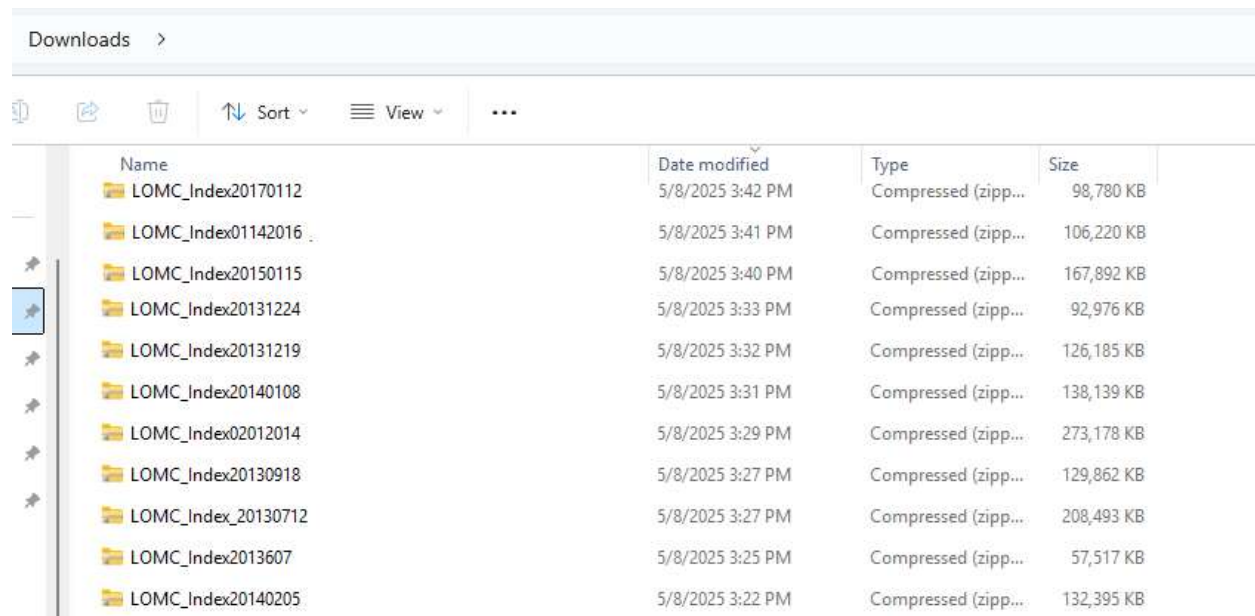 Downloads >
Sort View ...
Name Date modified Type Size
LOMC_Index20170112 5/8/2025 3:42 PM Compressed (zipp... 98,780 KB
LOMC_Index01142016 5/8/2025 3:41 PM Compressed (zipp... 106,220 KB
LOMC_Index20150115 5/8/2025 3:40 PM Compressed (zipp... 167,892 KB
LOMC_Index20131224 5/8/2025 3:33 PM Compressed (zipp... 92,976 KB
LOMC_Index20131219 5/8/2025 3:32 PM Compressed (zipp... 126,185 KB
LOMC_Index20140108 5/8/2025 3:31 PM Compressed (zipp... 138,139 KB
LOMC_Index02012014 5/8/2025 3:29 PM Compressed (zipp... 273,178 KB
LOMC_Index20130918 5/8/2025 3:27 PM Compressed (zipp... 129,862 KB
LOMC_Index_20130712 5/8/2025 3:27 PM Compressed (zipp... 208,493 KB
LOMC_Index2013607 5/8/2025 3:25 PM Compressed (zipp... 57,517 KB
LOMC_Index20140205 5/8/2025 3:22 PM Compressed (zipp... 132,395 KB